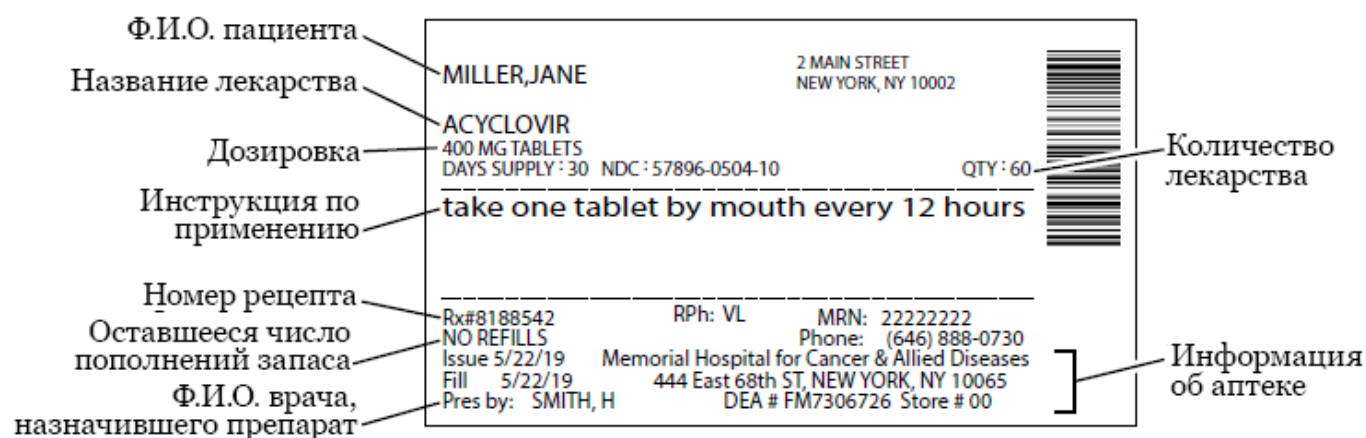 Ф.И.О. пациента
Название лекарства
Дозировка
Инструкция по
применению
Номер рецепта
Оставшееся число
пополнений запаса
Ф.И.О. врача,
назначившего препарат
MILLER,JANE
2 MAIN STREET
NEW YORK, NY 10002
ACYCLOVIR
400 MG TABLETS
DAYS SUPPLY : 30 NDC : 57896-0504-10 QTY : 60
take one tablet by mouth every 12 hours
Rx#8188542 RPh: VL MRN: 22222222
NO REFILLS Phone: (646) 888-0730
Issue 5/22/19 Memorial Hospital for Cancer & Allied Diseases
Fill 5/22/19 444 East 68th ST, NEW YORK, NY 10065
Pres by: SMITH, H DEA # FM7306726 Store # 00
Количество
лекарства
Информация
об аптеке